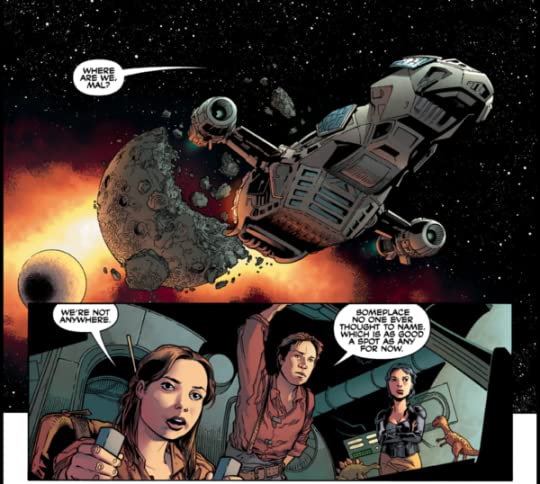 WHERE
ARE WE,
MAL?
WE'RE NOT
ANYWHERE.
SOMEPLACE
NO ONE EVER
THOUGHT TO NAME.
WHICH IS AS GOOD
A SPOT AS ANY
FOR NOW.